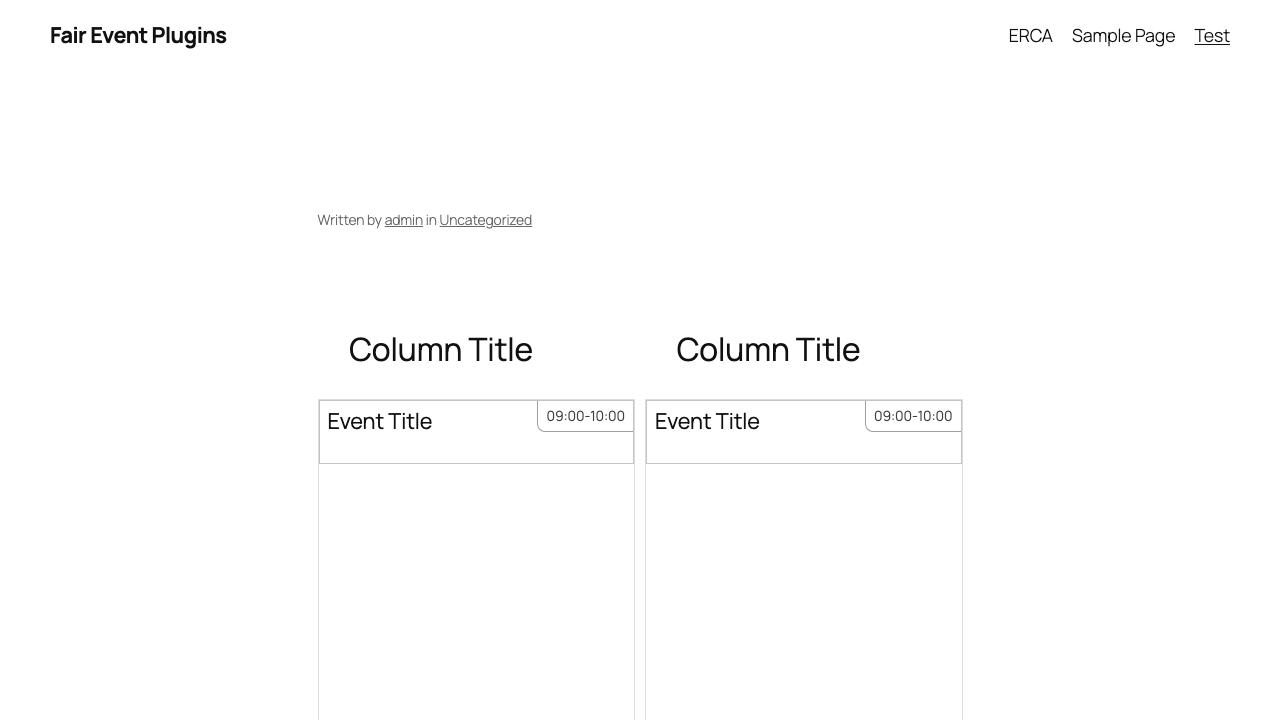 Fair Event Plugins
ERCA Sample Page Test
Written by admin in Uncategorized
Column Title
Column Title
Event Title
09:00-10:00
Event Title
09:00-10:00